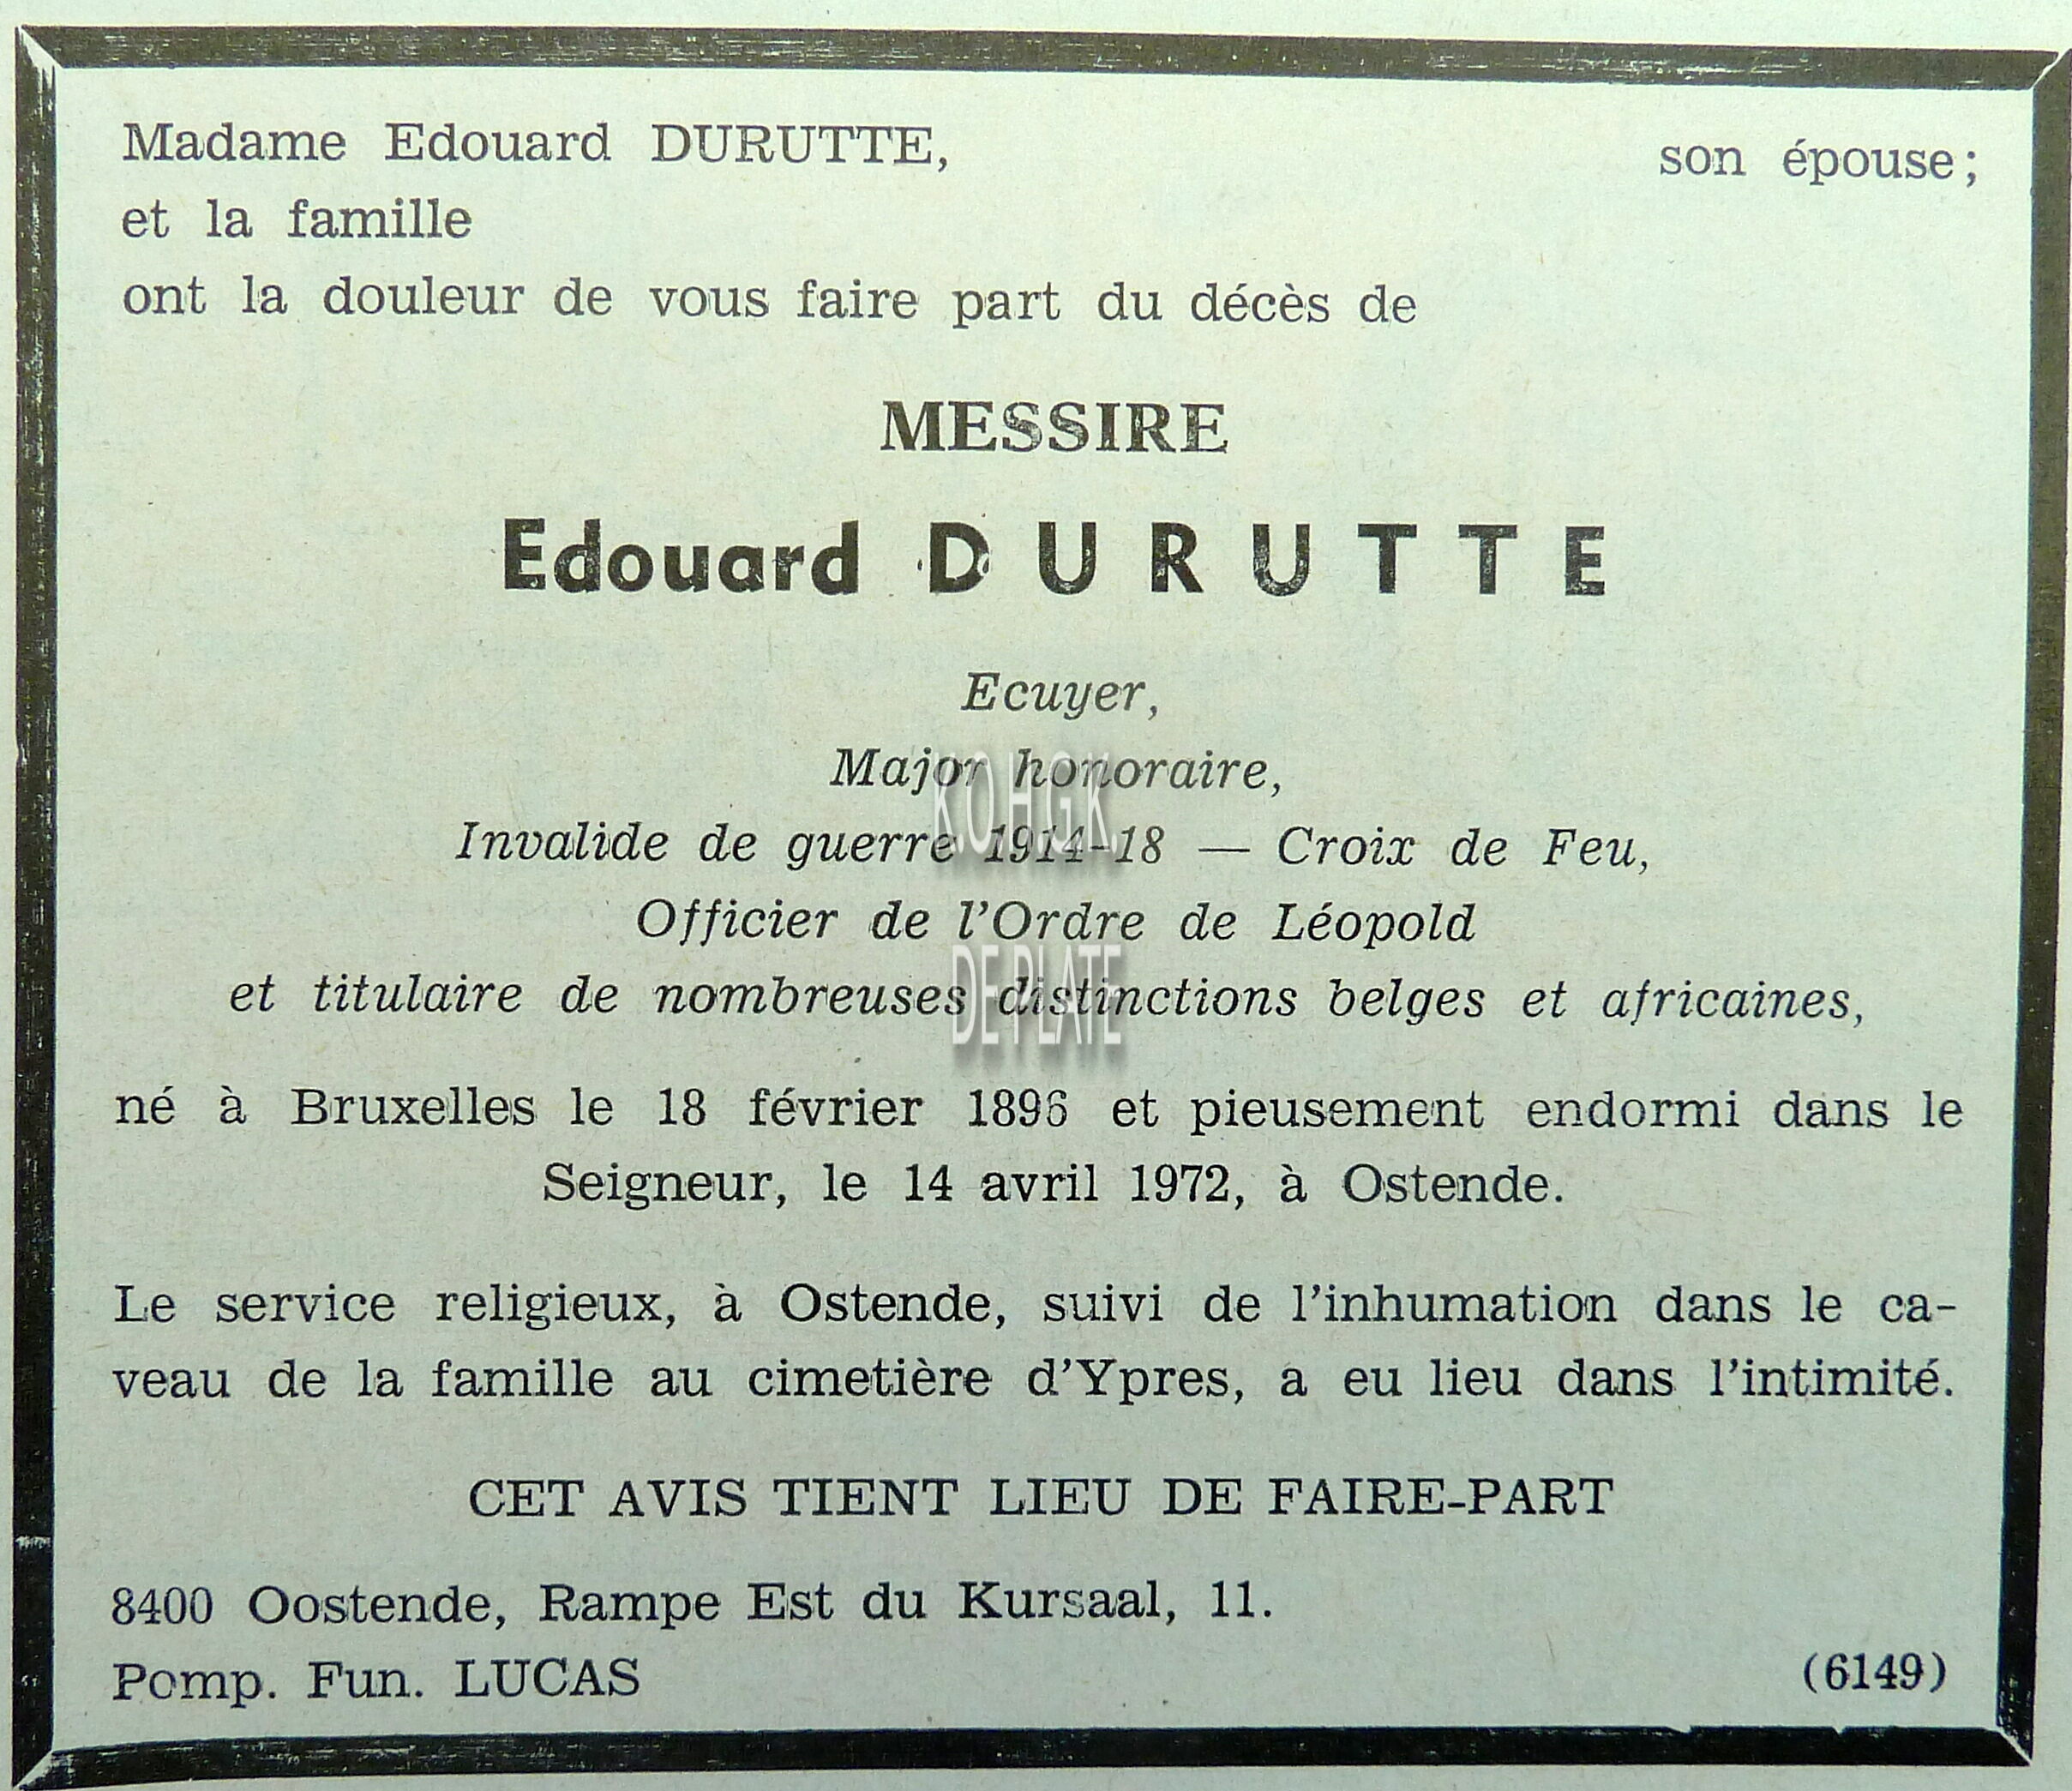 Madame Edouard DURUTTE, son épouse;
et la famille
ont la douleur de vous faire part du décès de
MESSIRE
Edouard DURUTTE
Ecuyer,
Major honoraire,
Invalide de guerre 1914-18 — Croix de Feu,
Officier de l'Ordre de Léopold
et titulaire de nombreuses distinctions belges et africaines,
né à Bruxelles le 18 février 1896 et pieusement endormi dans le
Seigneur, le 14 avril 1972, à Ostende.
Le service religieux, à Ostende, suivi de l'inhumation dans le ca-
veau de la famille au cimetière d'Ypres, a eu lieu dans l'intimité.
CET AVIS TIENT LIEU DE FAIRE-PART
8400 Oostende, Rampe Est du Kursaal, 11.
Pomp. Fun. LUCAS (6149)
K.O.H.G.K.
DE PLATE